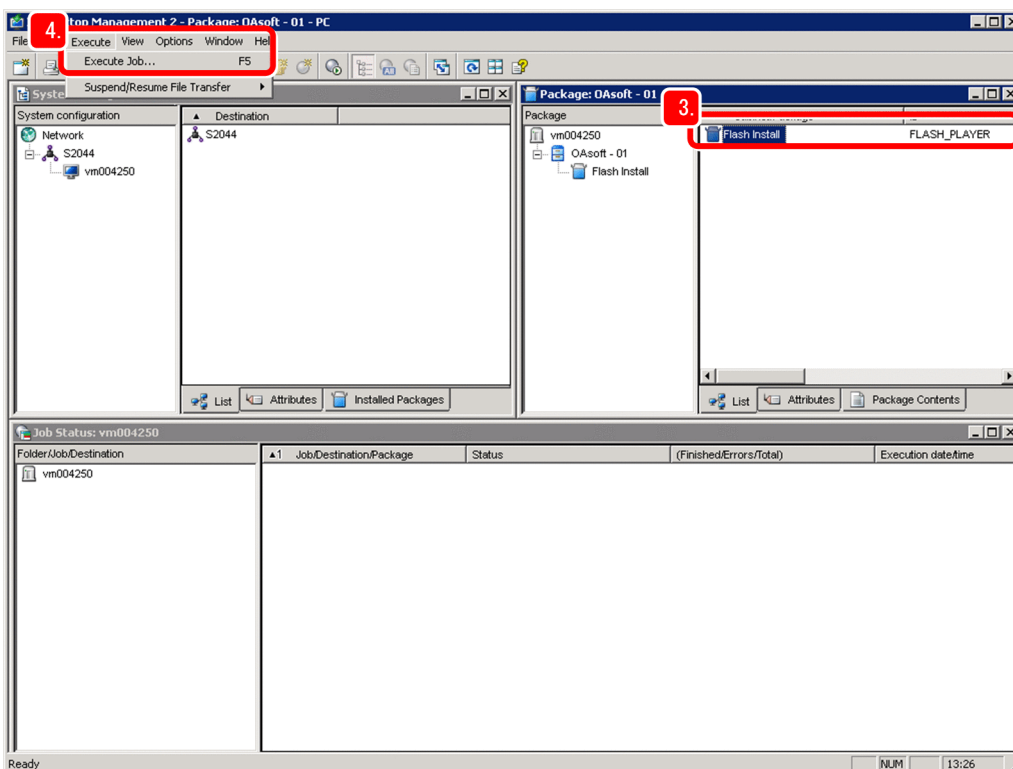 top Management 2 - Package: OAsoft - 01 - PC
4.
File Execute View Options Window Hel
Execute Job... F5
Suspend/Resume File Transfer
Syste
System configuration
Network
S2044
vm004250
Destination
S2044
List Attributes Installed Packages
Package: OAsoft - 01
3.
Package
vm004250
OAsoft - 01
Flash Install
Flash Install FLASH_PLAYER
List Attributes Package Contents
Job Status: vm004250
Folder/Job/Destination
vm004250
1 Job/Destination/Package Status (Finished/Errors/Total) Execution date/time
Ready NUM 13:26